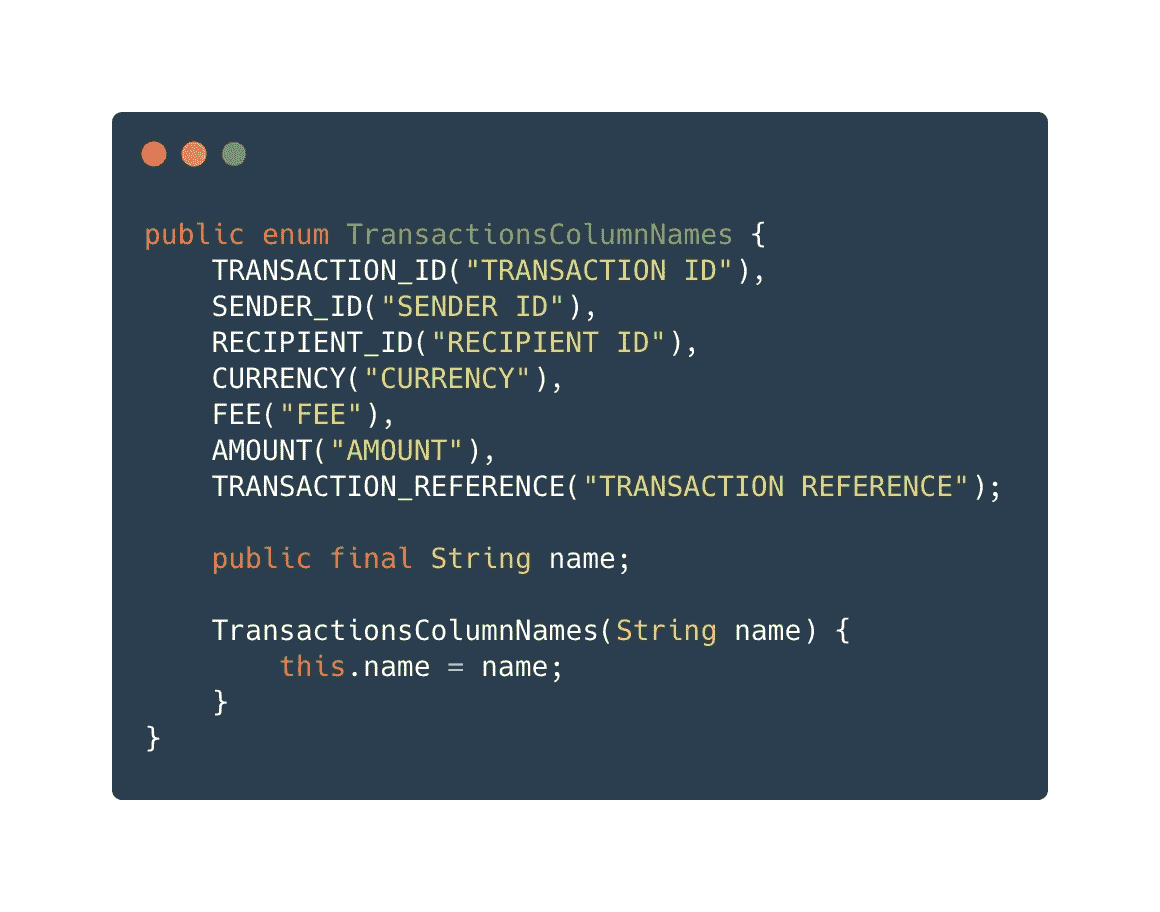 public enum TransactionsColumnNames {
    TRANSACTION_ID("TRANSACTION ID"),
    SENDER_ID("SENDER ID"),
    RECIPIENT_ID("RECIPIENT ID"),
    CURRENCY("CURRENCY"),
    FEE("FEE"),
    AMOUNT("AMOUNT"),
    TRANSACTION_REFERENCE("TRANSACTION REFERENCE");

    public final String name;

    TransactionsColumnNames(String name) {
        this.name = name;
    }
}